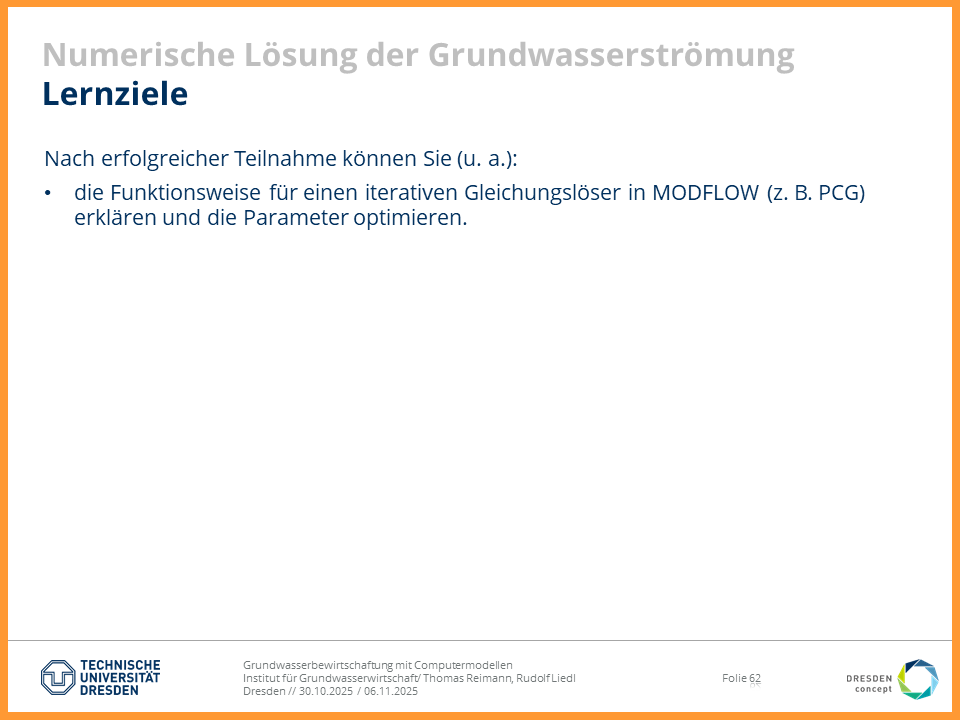 Numerische Lösung der Grundwasserströmung
Lernziele
Nach erfolgreicher Teilnahme können Sie (u. a.):
• die Funktionsweise für einen iterativen Gleichungslöser in MODFLOW (z. B. PCG)
erklären und die Parameter optimieren.
TECHNISCHE
UNIVERSITÄT
DRESDEN
Grundwasserbewirtschaftung mit Computermodellen
Institut für Grundwasserwirtschaft/ Thomas Reimann, Rudolf Liedl
Dresden // 30.10.2025 / 06.11.2025
Folie 62
DRESDEN
concept